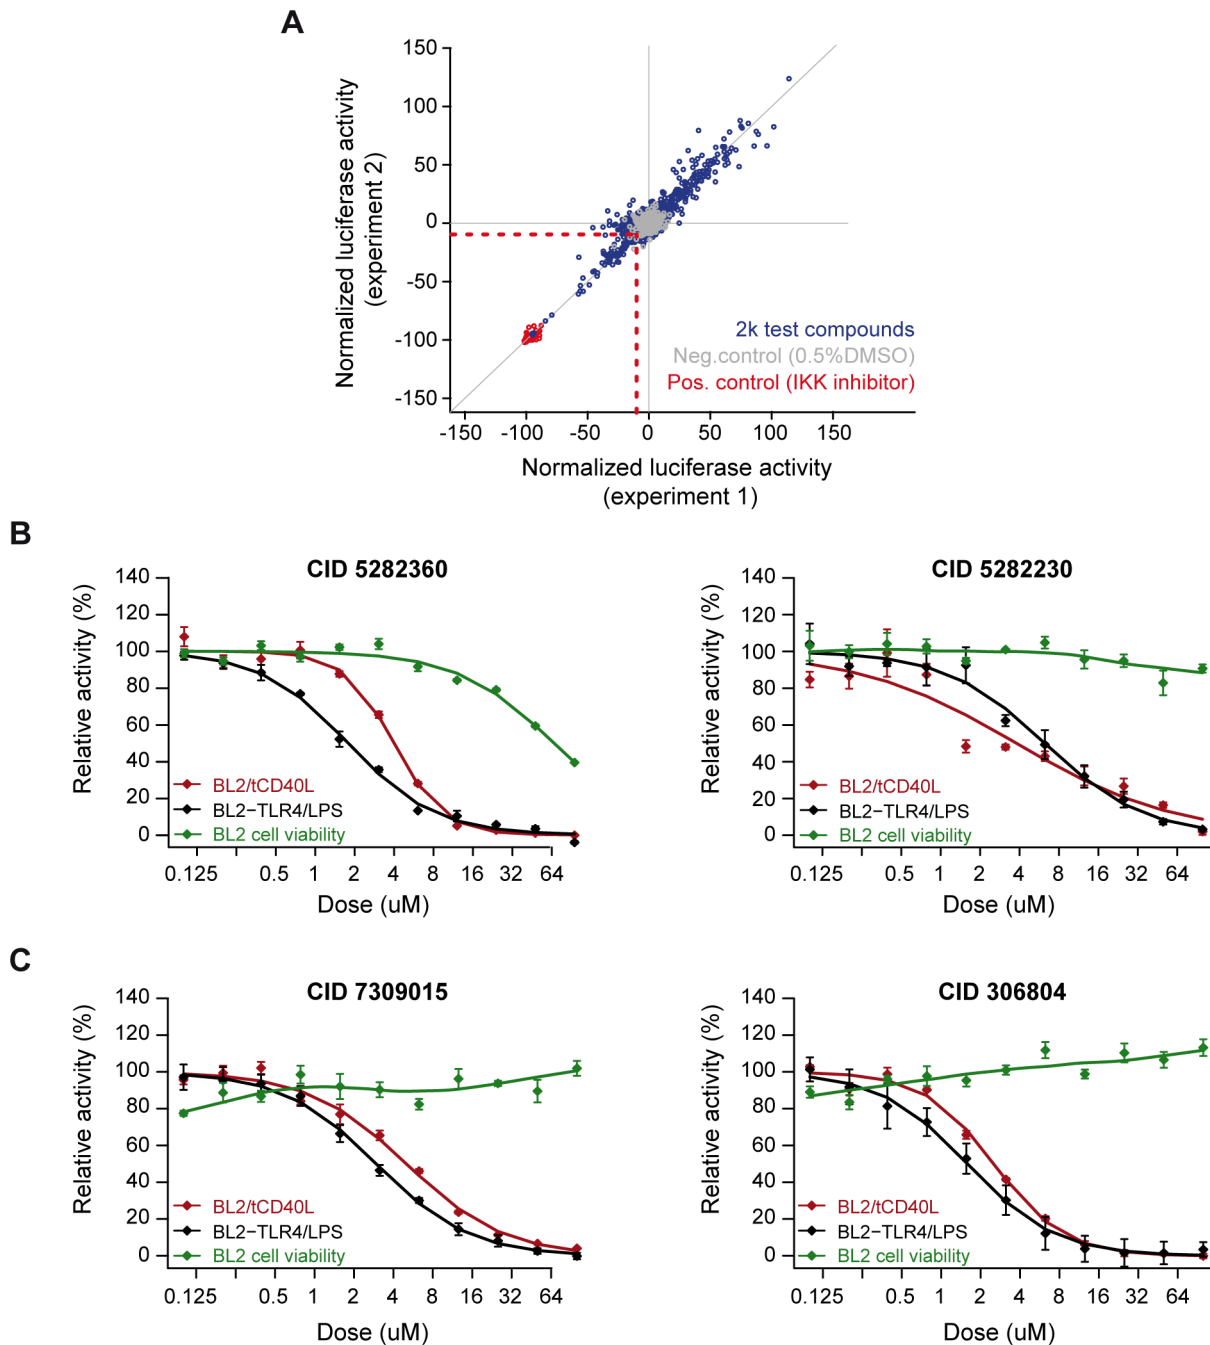 A
Normalized luciferase activity
(experiment 2)
150
100
50
0
-50
-100
-150
2k test compounds
Neg.control (0.5%DMSO)
Pos. control (IKK inhibitor)
-150 -100 -50 0 50 100 150
Normalized luciferase activity
(experiment 1)
B
CID 5282360
Relative activity (%)
140
120
100
80
60
40
20
0
BL2/tCD40L
BL2-TLR4/LPS
BL2 cell viability
0.125 0.5 1 2 4 8 16 32 64
Dose (uM)
CID 5282230
Relative activity (%)
140
120
100
80
60
40
20
0
BL2/tCD40L
BL2-TLR4/LPS
BL2 cell viability
0.125 0.5 1 2 4 8 16 32 64
Dose (uM)
C
CID 7309015
Relative activity (%)
140
120
100
80
60
40
20
0
BL2/tCD40L
BL2-TLR4/LPS
BL2 cell viability
0.125 0.5 1 2 4 8 16 32 64
Dose (uM)
CID 306804
Relative activity (%)
140
120
100
80
60
40
20
0
BL2/tCD40L
BL2-TLR4/LPS
BL2 cell viability
0.125 0.5 1 2 4 8 16 32 64
Dose (uM)